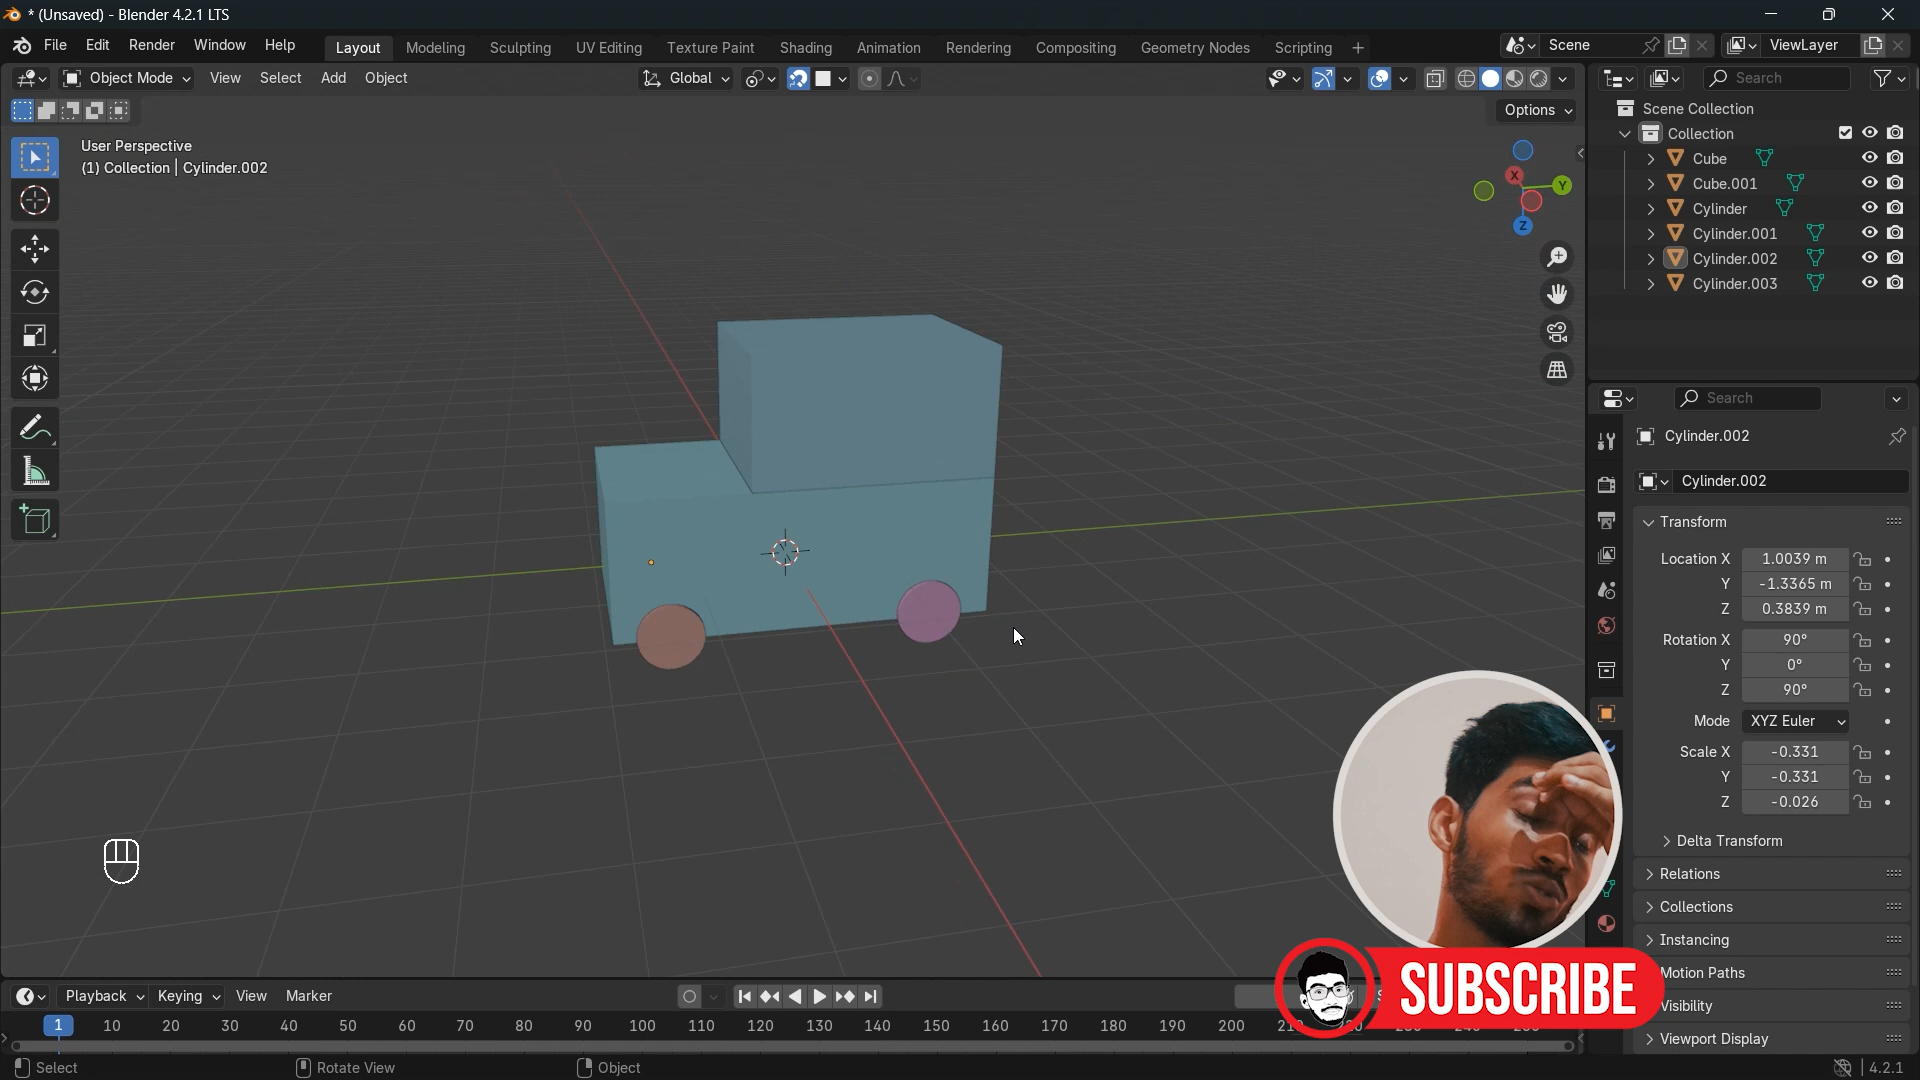 * (Unsaved) - Blender 4.2.1 LTS
File Edit Render Window Help Layout Modeling Sculpting UV Editing Texture Paint Shading Animation Rendering Compositing Geometry Nodes Scripting + Scene ViewLayer
Object Mode View Select Add Object Global Search
Options
User Perspective
(1) Collection | Cylinder.002
X Y Z
Scene Collection
Collection
Cube
Cube.001
Cylinder
Cylinder.001
Cylinder.002
Cylinder.003
Search
Cylinder.002
Cylinder.002
Transform
Location X 1.0039 m
Y -1.3365 m
Z 0.3839 m
Rotation X 90°
Y 0°
Z 90°
Mode XYZ Euler
Scale X -0.331
Y -0.331
Z -0.026
Delta Transform
Relations
Collections
Instancing
Motion Paths
Visibility
Viewport Display
SUBSCRIBE
Playback Keying View Marker
1 10 20 30 40 50 60 70 80 90 100 110 120 130 140 150 160 170 180 190 200
Select Rotate View Object 4.2.1